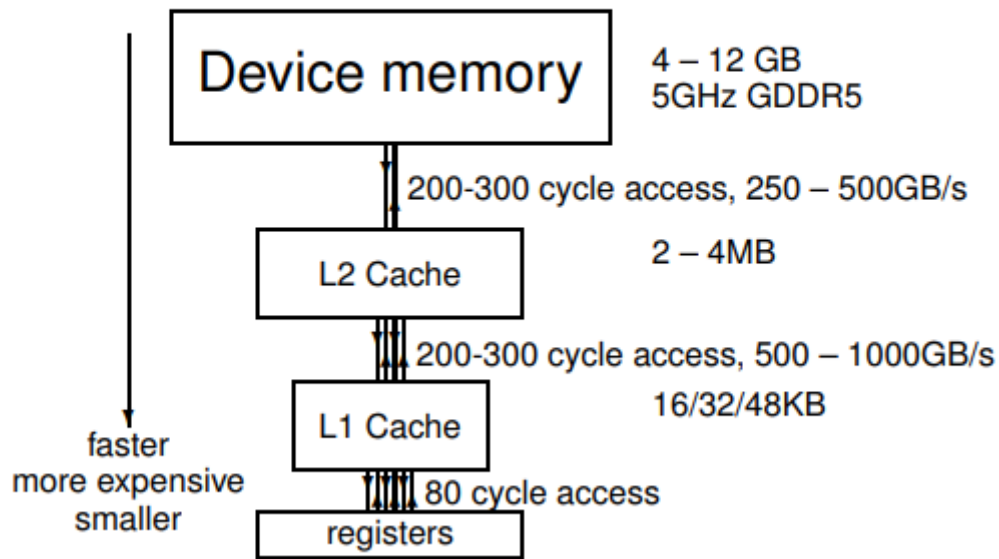 Device memory
4 – 12 GB
5GHz GDDR5
200-300 cycle access, 250 – 500GB/s
L2 Cache
2 – 4MB
200-300 cycle access, 500 – 1000GB/s
L1 Cache
16/32/48KB
faster
more expensive
smaller
80 cycle access
registers